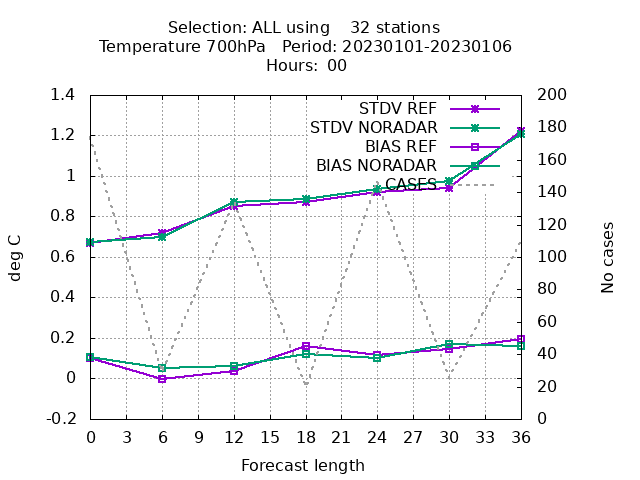 Selection: ALL using    32 stations
Temperature 700hPa   Period: 20230101-20230106
Hours: 00
STDV REF
STDV NORADAR
BIAS REF
BIAS NORADAR
CASES
deg C
1.4
1.2
1
0.8
0.6
0.4
0.2
0
-0.2
200
180
160
140
120
100
80
60
40
20
0
No cases
0 3 6 9 12 15 18 21 24 27 30 33 36
Forecast length